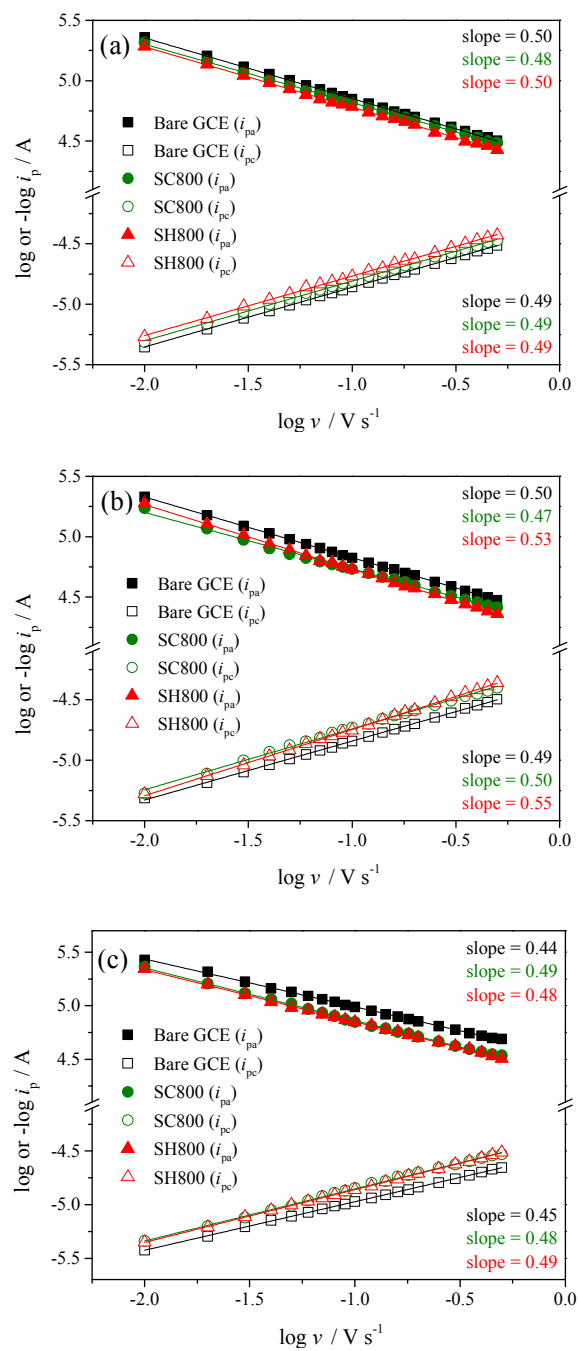 (a)
slope = 0.50
slope = 0.48
slope = 0.50
5.5
5.0
4.5
-4.5
-5.0
-5.5
log or -log ip / A
Bare GCE (ipa)
Bare GCE (ipc)
SC800 (ipa)
SC800 (ipc)
SH800 (ipa)
SH800 (ipc)
slope = 0.49
slope = 0.49
slope = 0.49
-2.0 -1.5 -1.0 -0.5 0.0
log v / V s-1
(b)
slope = 0.50
slope = 0.47
slope = 0.53
5.5
5.0
4.5
-4.5
-5.0
-5.5
log or -log ip / A
Bare GCE (ipa)
Bare GCE (ipc)
SC800 (ipa)
SC800 (ipc)
SH800 (ipa)
SH800 (ipc)
slope = 0.49
slope = 0.50
slope = 0.55
-2.0 -1.5 -1.0 -0.5 0.0
log v / V s-1
(c)
slope = 0.44
slope = 0.49
slope = 0.48
5.5
5.0
4.5
-4.5
-5.0
-5.5
log or -log ip / A
Bare GCE (ipa)
Bare GCE (ipc)
SC800 (ipa)
SC800 (ipc)
SH800 (ipa)
SH800 (ipc)
slope = 0.45
slope = 0.48
slope = 0.49
-2.0 -1.5 -1.0 -0.5 0.0
log v / V s-1